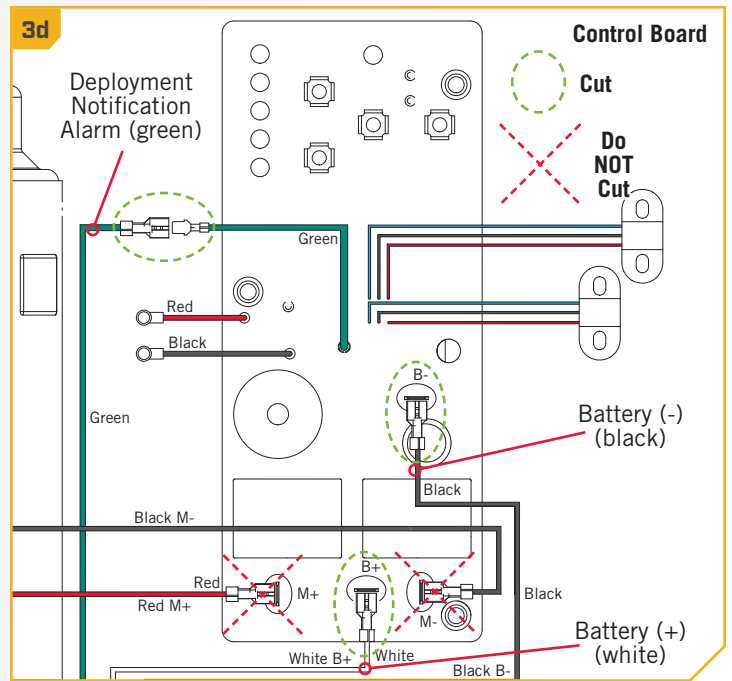 3d
Control Board
Deployment
Notification
Alarm (green)
Cut
Do
NOT
Cut
Green
Red
Black
Green
B-
Battery (-)
(black)
Black
Black M-
B+
Red
M+
Red M+
M-
Black
White B+
White
Battery (+)
(white)
Black B-